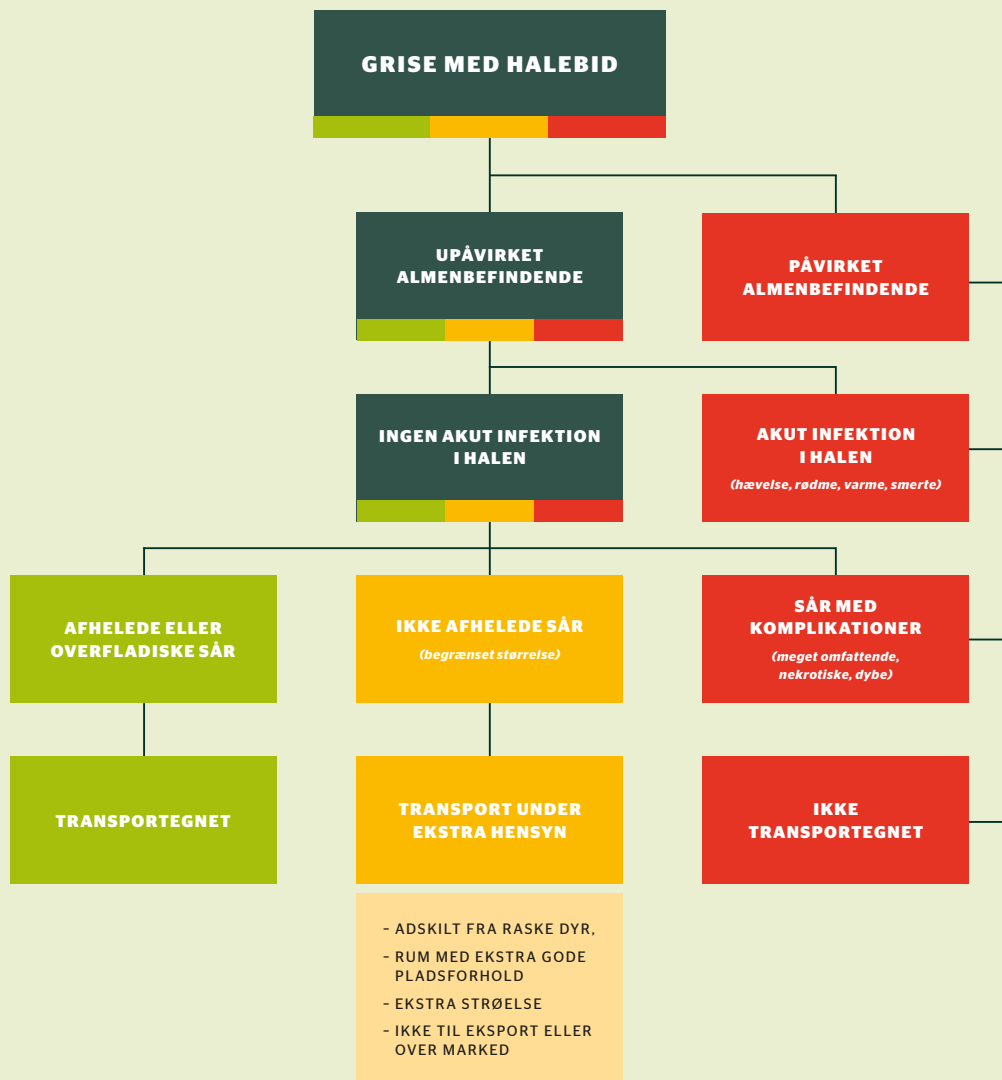 GRISE MED HALEBID
UPÅVIRKET
ALMENBEFINDENDE
PÅVIRKET
ALMENBEFINDENDE
INGEN AKUT INFEKTION
I HALEN
AKUT INFEKTION
I HALEN
(hævelse, rødme, varme, smerte)
AFHELEDE ELLER
OVERFLADISKE SÅR
IKKE AFHELEDE SÅR
(begrænset størrelse)
SÅR MED
KOMPLIKATIONER
(meget omfattende,
nekrotiske, dybe)
TRANSPORTEGNET
TRANSPORT UNDER
EKSTRA HENSYN
IKKE
TRANSPORTEGNET
- ADSKILT FRA RASKE DYR,
- RUM MED EKSTRA GODE
PLADSFORHOLD
- EKSTRA STRØELSE
- IKKE TIL EKSPORT ELLER
OVER MARKED